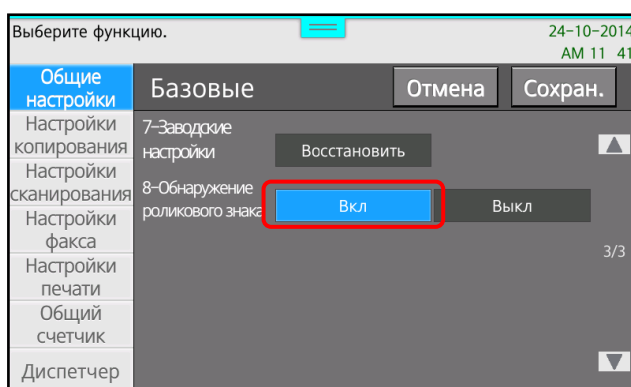 Выберите функцию.
24-10-2014
AM 11 41
Общие
настройки
Базовые
Отмена
Сохран.
Настройки
копирования
Настройки
сканирования
Настройки
факса
Настройки
печати
Общий
счетчик
Диспетчер
7-Заводские
настройки
Восстановить
8-Обнаружение
роликового знака
Вкл
Выкл
3/3